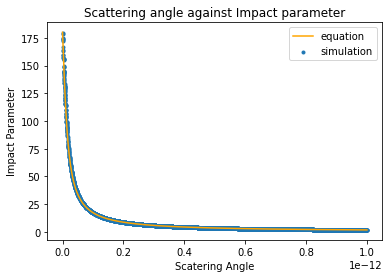 Scattering angle against Impact parameter
equation
simulation
Impact Parameter
175
150
125
100
75
50
25
0
0.0 0.2 0.4 0.6 0.8 1.0
1e−12
Scatering Angle